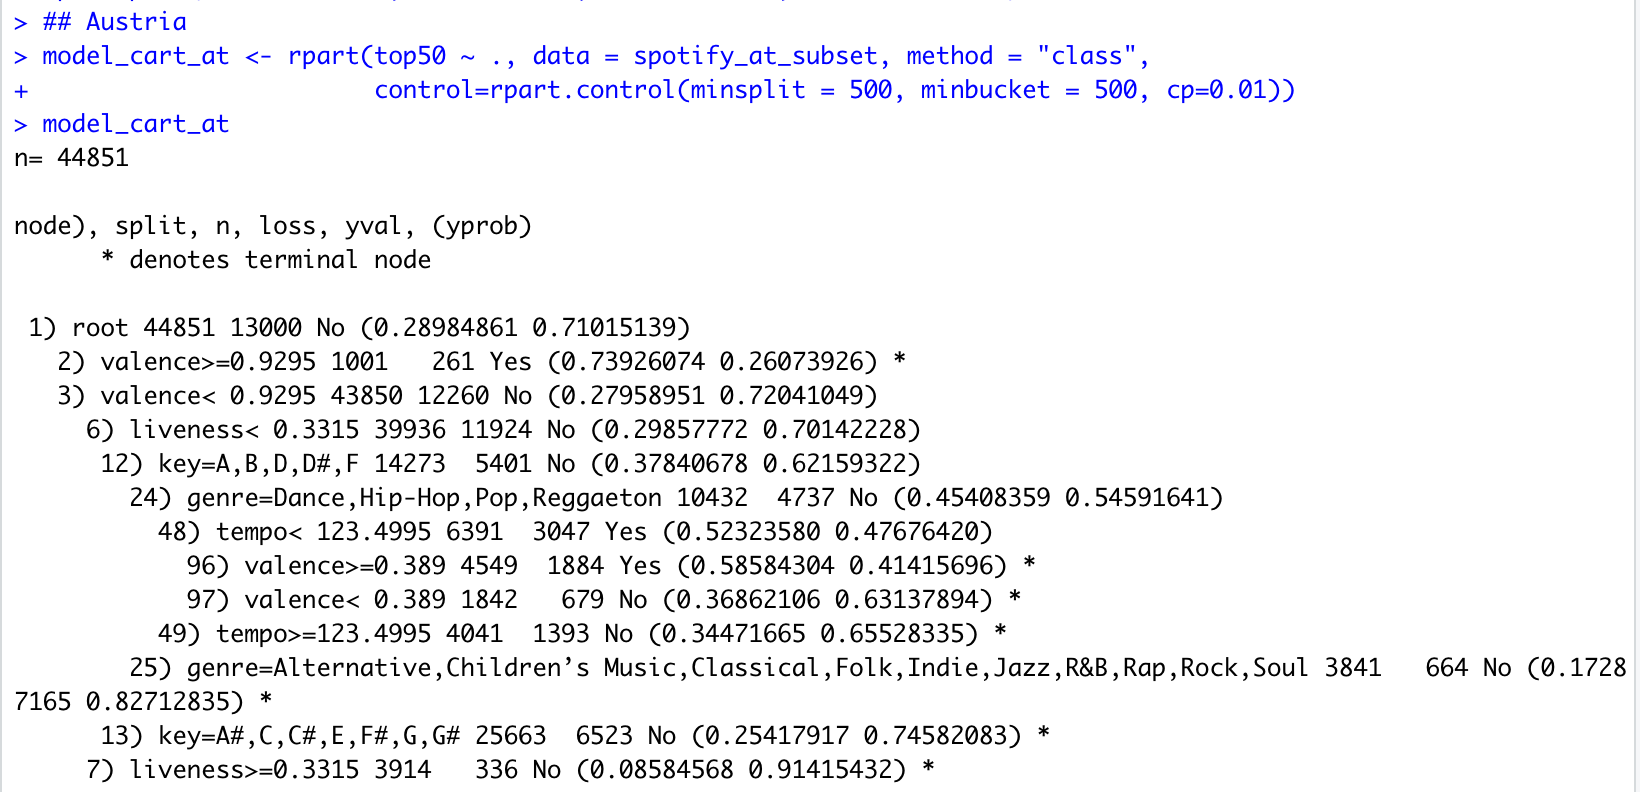 > ## Austria
> model_cart_at <- rpart(top50 ~ ., data = spotify_at_subset, method = "class",
+                         control=rpart.control(minsplit = 500, minbucket = 500, cp=0.01))
> model_cart_at
n= 44851

node), split, n, loss, yval, (yprob)
      * denotes terminal node

 1) root 44851 13000 No (0.28984861 0.71015139)
   2) valence>=0.9295 1001   261 Yes (0.73926074 0.26073926) *
   3) valence< 0.9295 43850 12260 No (0.27958951 0.72041049)
     6) liveness< 0.3315 39936 11924 No (0.29857772 0.70142228)
      12) key=A,B,D,D#,F 14273  5401 No (0.37840678 0.62159322)
        24) genre=Dance,Hip-Hop,Pop,Reggaeton 10432  4737 No (0.45408359 0.54591641)
          48) tempo< 123.4995 6391  3047 Yes (0.52323580 0.47676420)
            96) valence>=0.389 4549  1884 Yes (0.58584304 0.41415696) *
            97) valence< 0.389 1842   679 No (0.36862106 0.63137894) *
          49) tempo>=123.4995 4041  1393 No (0.34471665 0.65528335) *
        25) genre=Alternative,Children’s Music,Classical,Folk,Indie,Jazz,R&B,Rap,Rock,Soul 3841   664 No (0.1728
7165 0.82712835) *
      13) key=A#,C,C#,E,F#,G,G# 25663  6523 No (0.25417917 0.74582083) *
     7) liveness>=0.3315 3914   336 No (0.08584568 0.91415432) *